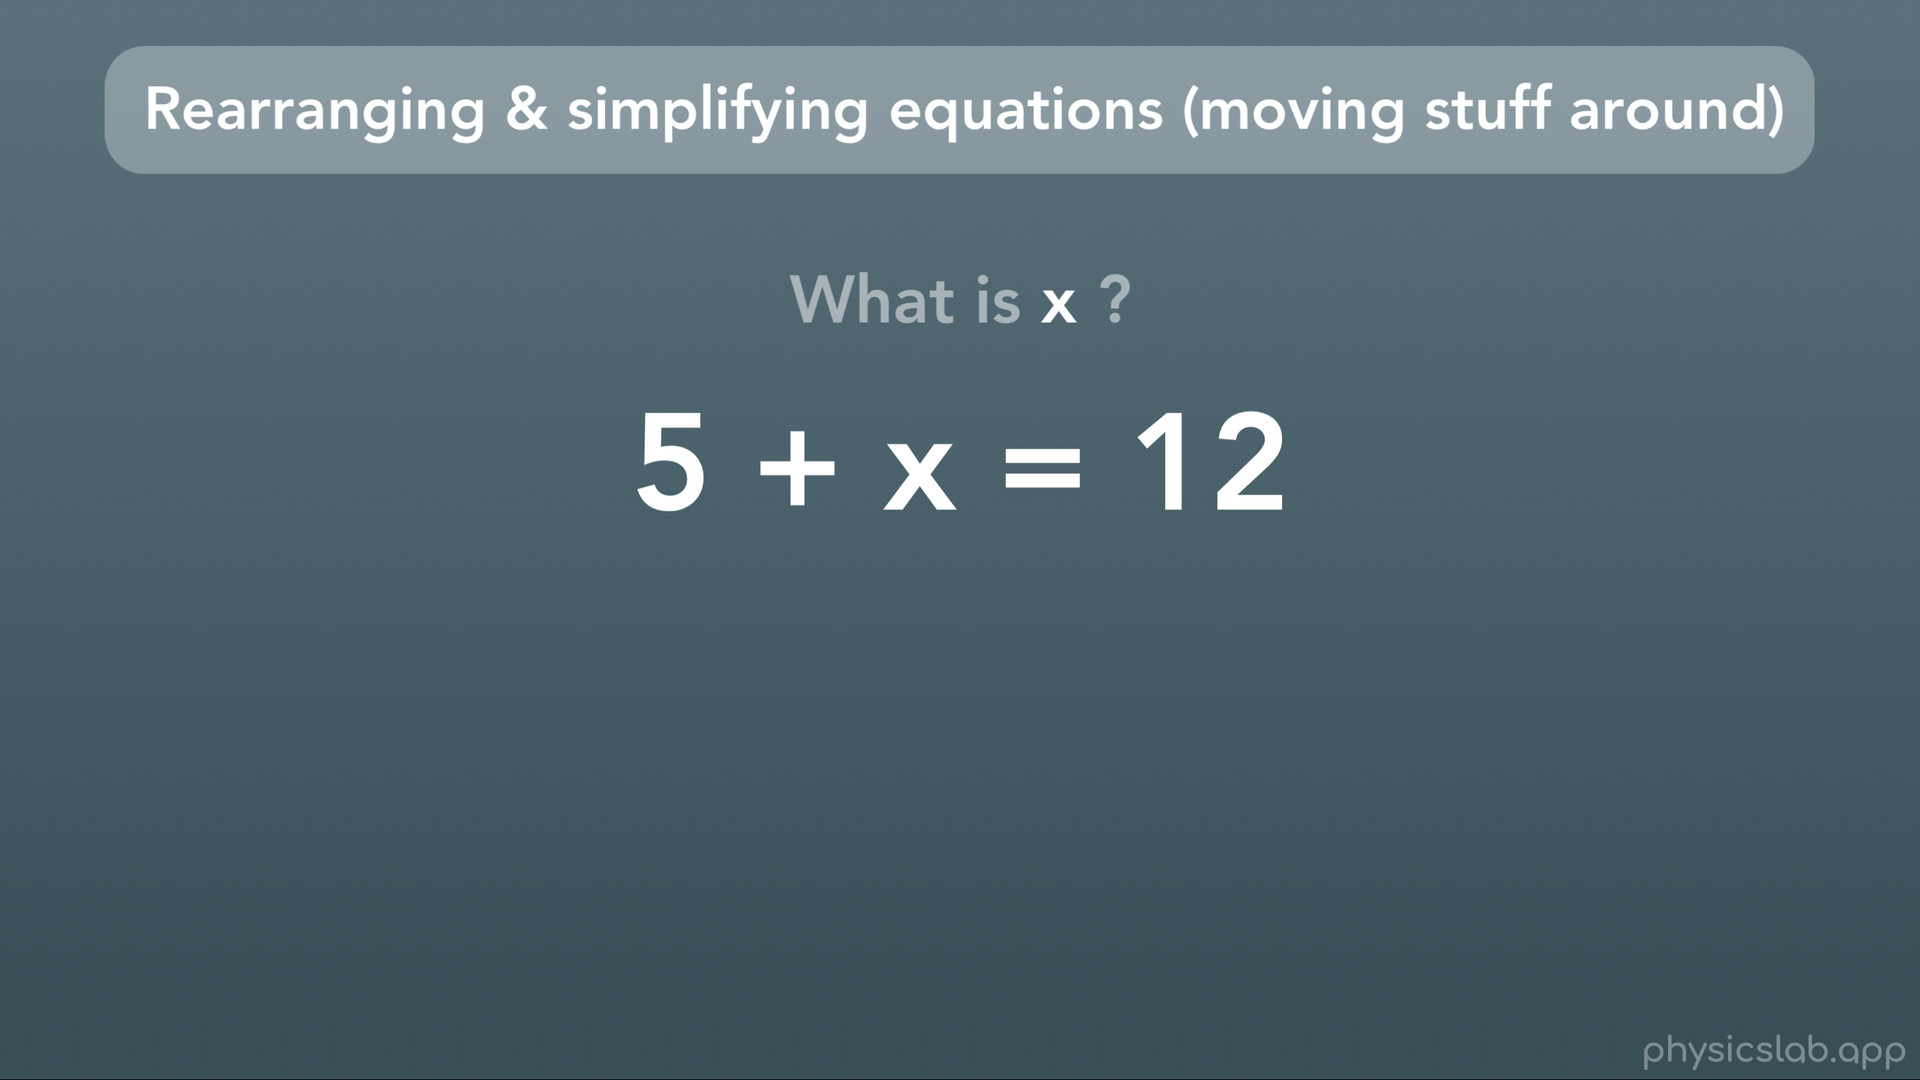 Rearranging & simplifying equations (moving stuff around)
What is x ?
5 + x = 12
physicslab.app